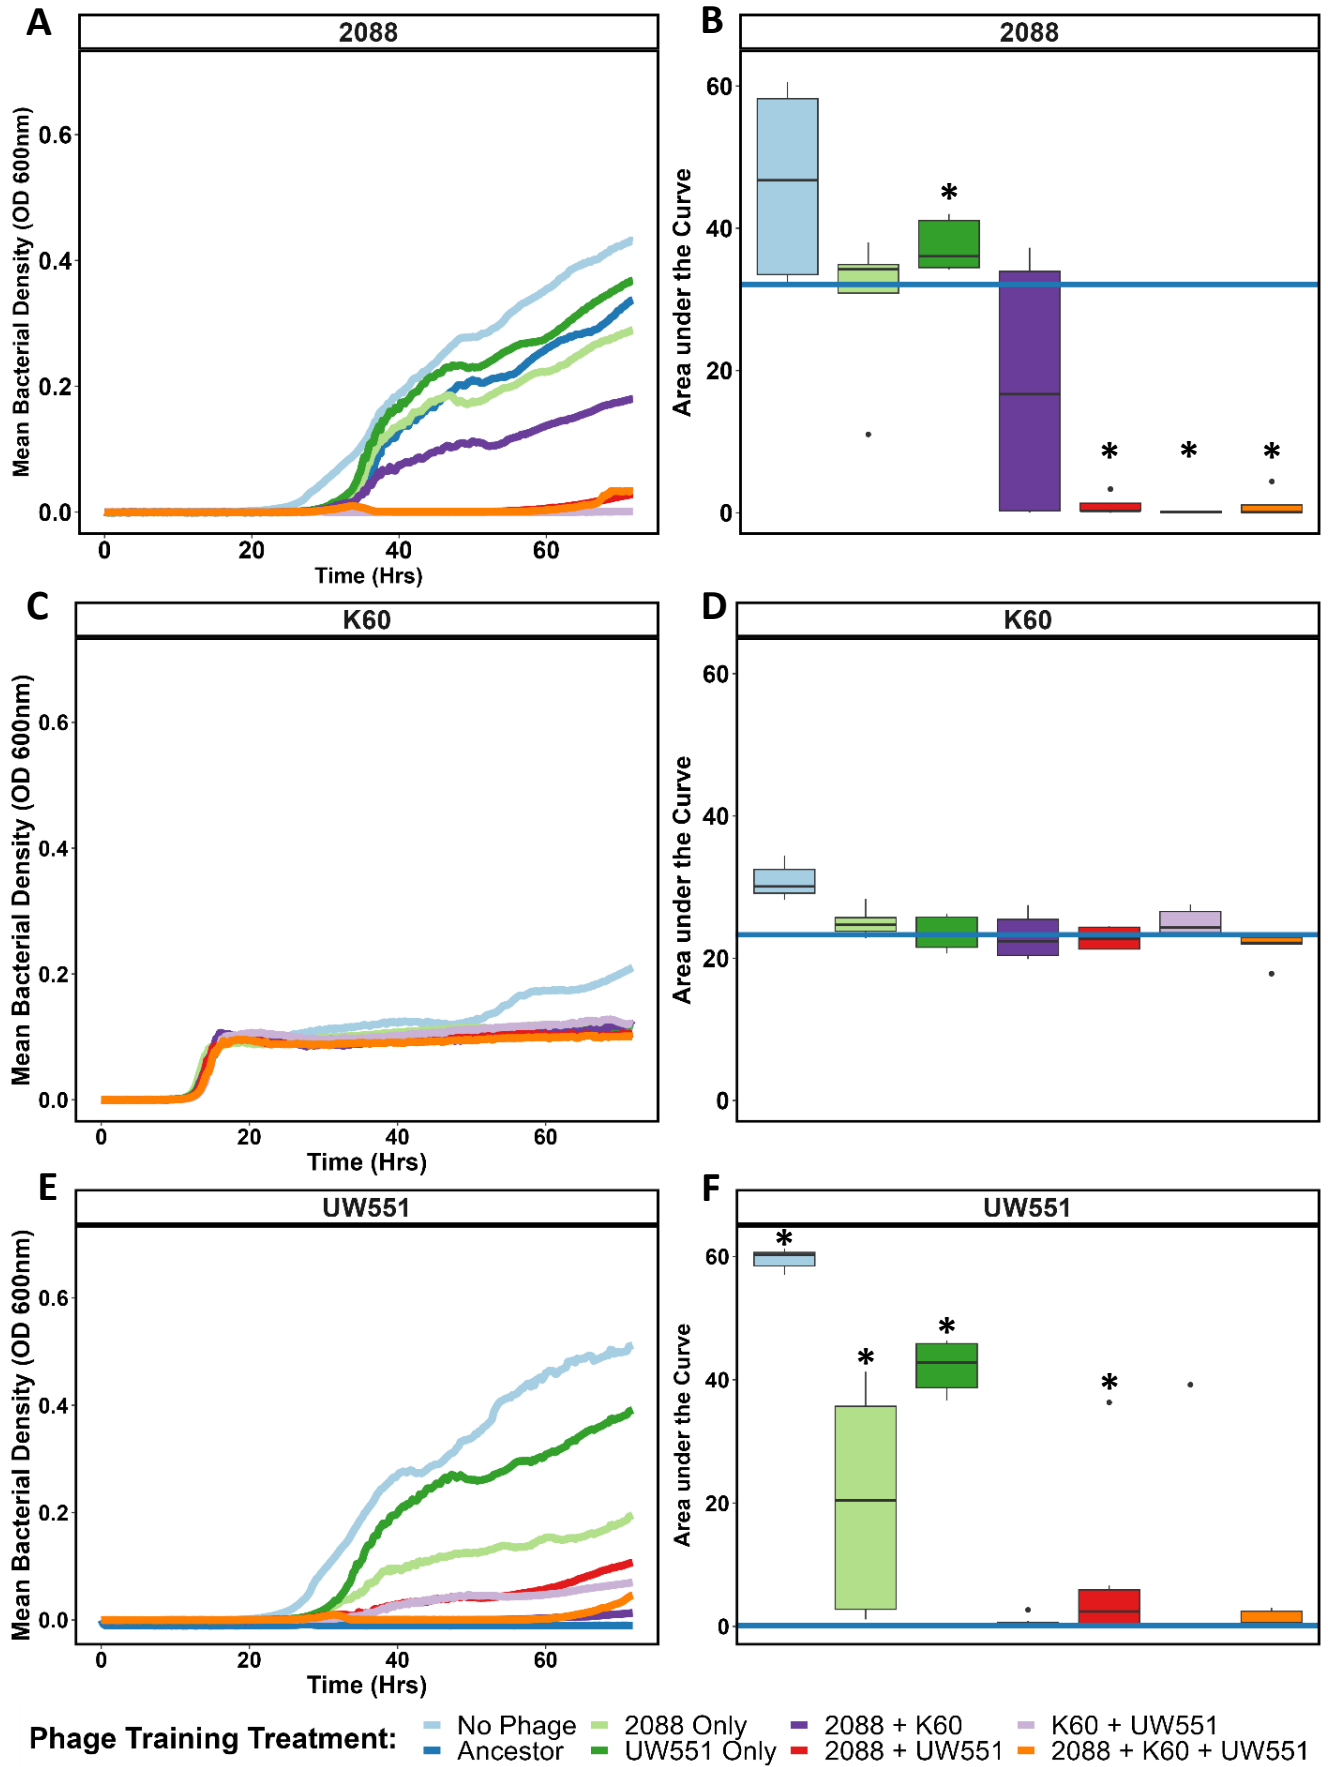 A
2088
Mean Bacterial Density (OD 600nm)
0.6
0.4
0.2
0.0
0 20 40 60
Time (Hrs)
B
2088
Area under the Curve
60
40
20
0
*
* * *
C
K60
Mean Bacterial Density (OD 600nm)
0.6
0.4
0.2
0.0
0 20 40 60
Time (Hrs)
D
K60
Area under the Curve
60
40
20
0
E
UW551
Mean Bacterial Density (OD 600nm)
0.6
0.4
0.2
0.0
0 20 40 60
Time (Hrs)
F
UW551
Area under the Curve
60
40
20
0
*
*
*
*
Phage Training Treatment:
No Phage 2088 Only 2088 + K60 K60 + UW551
Ancestor UW551 Only 2088 + UW551 2088 + K60 + UW551